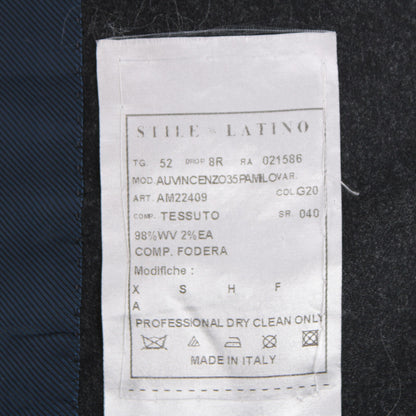 STILE LATINO
TG. 52 DROP 8R RA 021586
MOD. AUVINCENZO35PAMILO VAR.
ART. AM22409 COL. G20
COMP. TESSUTO SR. 040
98%WV 2%EA
COMP. FODERA
Modifiche :
X S H F
A
PROFESSIONAL DRY CLEAN ONLY
MADE IN ITALY